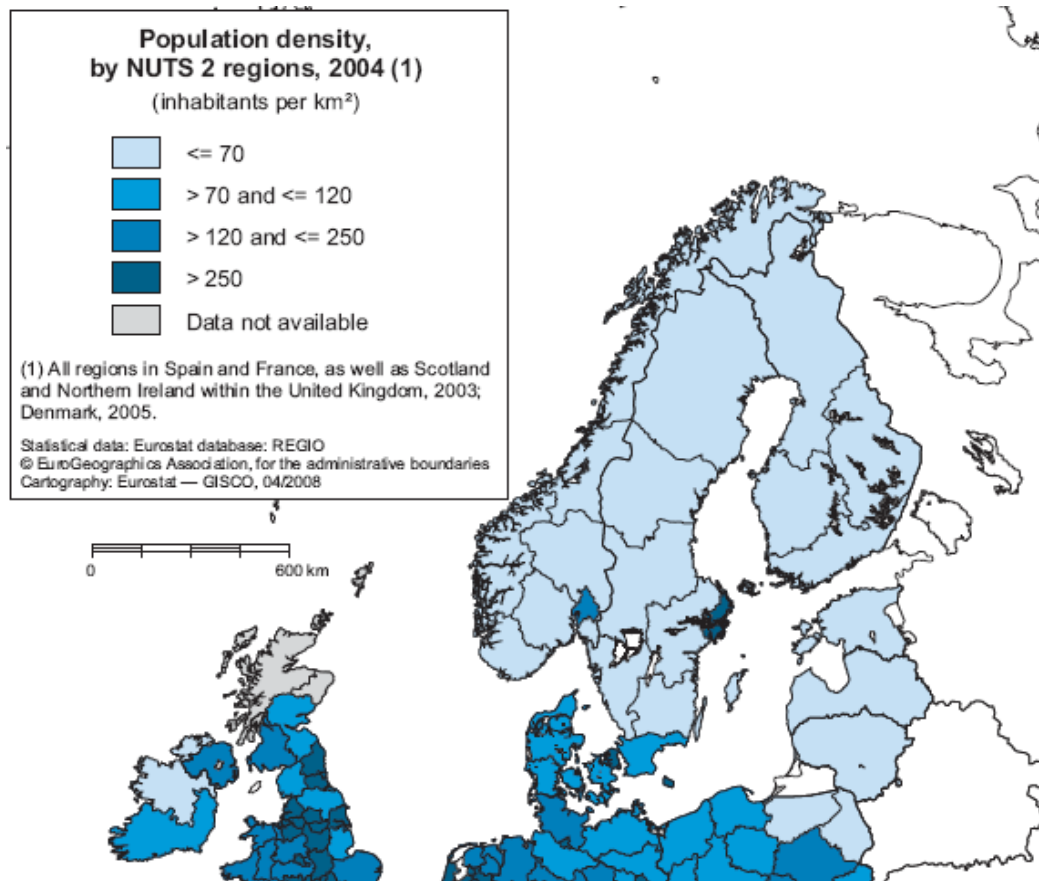 Population density,
by NUTS 2 regions, 2004 (1)
(inhabitants per km²)
<= 70
> 70 and <= 120
> 120 and <= 250
> 250
Data not available
(1) All regions in Spain and France, as well as Scotland
and Northern Ireland within the United Kingdom, 2003;
Denmark, 2005.
Statistical data: Eurostat database: REGIO
© EuroGeographics Association, for the administrative boundaries
Cartography: Eurostat — GISCO, 04/2008
0 600 km